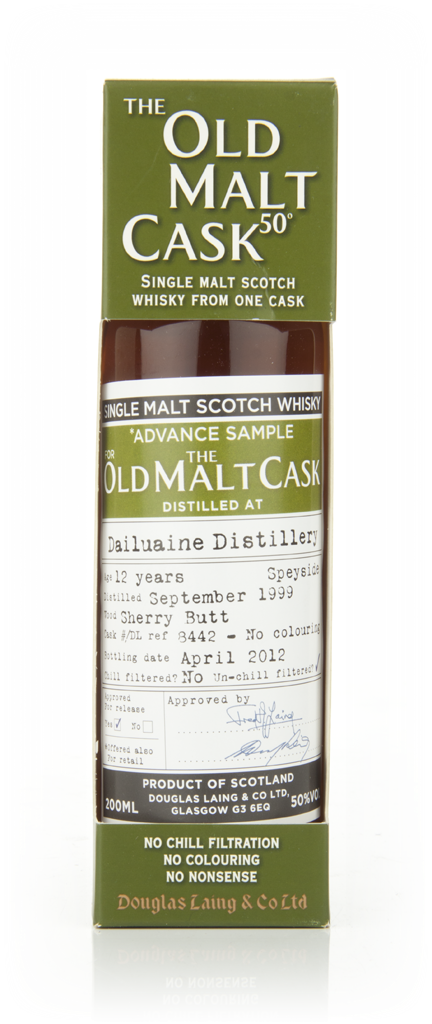 THE
OLD
MALT
CASK 50°
SINGLE MALT SCOTCH
WHISKY FROM ONE CASK
SINGLE MALT SCOTCH WHISKY
*ADVANCE SAMPLE
FOR THE
OLD MALT CASK
DISTILLED AT
Dailuaine Distillery
Age 12 years Speyside
Distilled September 1999
Wood Sherry Butt
Cask #/DL ref 8442 - No colouring
Bottling date April 2012
Chill filtered? No Un-chill filtered? ✓
Approved Approved by
For release
Yes ✓ No
*Offered also
For retail
PRODUCT OF SCOTLAND
200ML DOUGLAS LAING & CO LTD, 50%VOL
GLASGOW G3 6EQ
NO CHILL FILTRATION
NO COLOURING
NO NONSENSE
Douglas Laing & Co Ltd